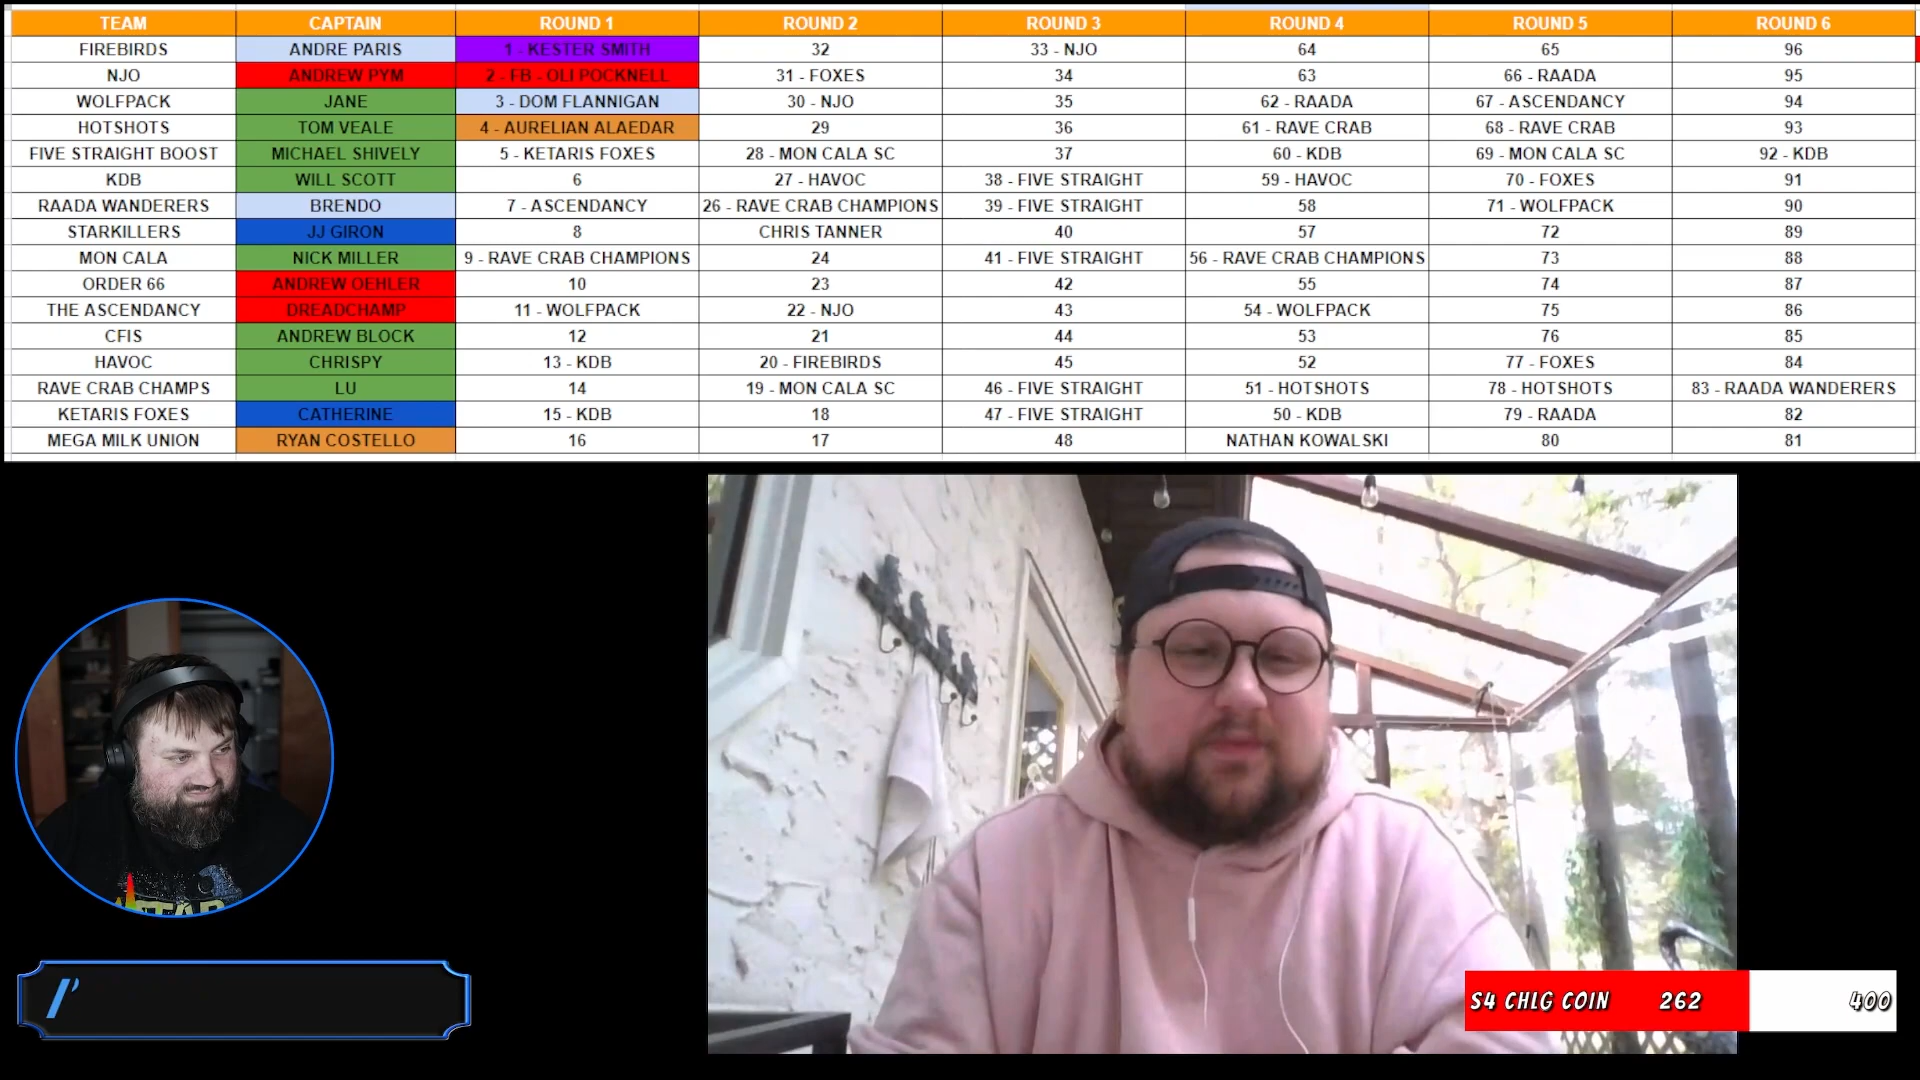 TEAM CAPTAIN ROUND 1 ROUND 2 ROUND 3 ROUND 4 ROUND 5 ROUND 6
FIREBIRDS ANDRE PARIS 1 - KESTER SMITH 32 33 - NJO 64 65 96
NJO ANDREW PYM 2 - FB - OLI POCKNELL 31 - FOXES 34 63 66 - RAADA 95
WOLFPACK JANE 3 - DOM FLANNIGAN 30 - NJO 35 62 - RAADA 67 - ASCENDANCY 94
HOTSHOTS TOM VEALE 4 - AURELIAN ALAEDAR 29 36 61 - RAVE CRAB 68 - RAVE CRAB 93
FIVE STRAIGHT BOOST MICHAEL SHIVELY 5 - KETARIS FOXES 28 - MON CALA SC 37 60 - KDB 69 - MON CALA SC 92 - KDB
KDB WILL SCOTT 6 27 - HAVOC 38 - FIVE STRAIGHT 59 - HAVOC 70 - FOXES 91
RAADA WANDERERS BRENDO 7 - ASCENDANCY 26 - RAVE CRAB CHAMPIONS 39 - FIVE STRAIGHT 58 71 - WOLFPACK 90
STARKILLERS JJ GIRON 8 CHRIS TANNER 40 57 72 89
MON CALA NICK MILLER 9 - RAVE CRAB CHAMPIONS 24 41 - FIVE STRAIGHT 56 - RAVE CRAB CHAMPIONS 73 88
ORDER 66 ANDREW OEHLER 10 23 42 55 74 87
THE ASCENDANCY DREADCHAMP 11 - WOLFPACK 22 - NJO 43 54 - WOLFPACK 75 86
CFIS ANDREW BLOCK 12 21 44 53 76 85
HAVOC CHRISPY 13 - KDB 20 - FIREBIRDS 45 52 77 - FOXES 84
RAVE CRAB CHAMPS LU 14 19 - MON CALA SC 46 - FIVE STRAIGHT 51 - HOTSHOTS 78 - HOTSHOTS 83 - RAADA WANDERERS
KETARIS FOXES CATHERINE 15 - KDB 18 47 - FIVE STRAIGHT 50 - KDB 79 - RAADA 82
MEGA MILK UNION RYAN COSTELLO 16 17 48 NATHAN KOWALSKI 80 81
S4 CHLG COIN 262 400